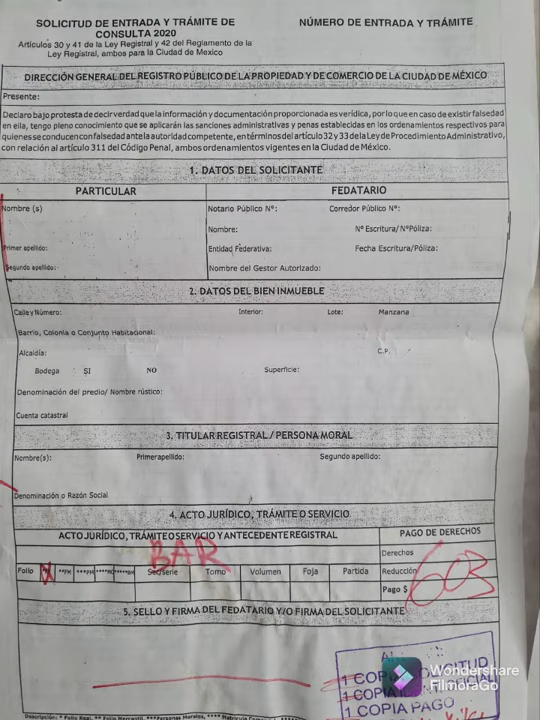 SOLICITUD DE ENTRADA Y TRÁMITE DE CONSULTA 2020
Artículos 30 y 41 de la Ley Registral y 42 del Reglamento de la Ley Registral, ambos para la Ciudad de Mexico
NÚMERO DE ENTRADA Y TRÁMITE
DIRECCIÓN GENERAL DEL REGISTRO PÚBLICO DE LA PROPIEDAD Y DE COMERCIO DE LA CIUDAD DE MÉXICO
Presente:
Declaro bajo protesta de decir verdad que la información y documentación proporcionada es verídica, por lo que en caso de existir falsedad
en ella, tengo pleno conocimiento que se aplicarán las sanciones administrativas y penas establecidas en los ordenamientos respectivos para
quienes se conducen con falsedad ante la autoridad competente, en términos del artículo 32 y 33 de la Ley de Procedimiento Administrativo,
con relación al artículo 311 del Código Penal, ambos ordenamientos vigentes en la Ciudad de México.
1. DATOS DEL SOLICITANTE
PARTICULAR
FEDATARIO
Nombre (s)
Notario Público Nº: Corredor Público Nº:
Nombre: Nº Escritura/ NºPóliza:
Primer apellido:
Entidad Federativa: Fecha Escritura/Póliza:
Segundo apellido:
Nombre del Gestor Autorizado:
2. DATOS DEL BIEN INMUEBLE
Calle y Número: Interior: Lote: Manzana
Barrio, Colonia o Conjunto Habitacional:
Alcaldía: C.P.
Bodega SI NO Superficie:
Denominación del predio/ Nombre rústico:
Cuenta catastral
3. TITULAR REGISTRAL / PERSONA MORAL
Nombre(s): Primer apellido: Segundo apellido:
Denominación o Razón Social
4. ACTO JURÍDICO, TRÁMITE O SERVICIO
ACTO JURÍDICO, TRÁMITE O SERVICIO Y ANTECEDENTE REGISTRAL
PAGO DE DERECHOS
BAR
Derechos
Folio Sec/serie Tomo Volumen Foja Partida
Reducción
Pago $
603
5. SELLO Y FIRMA DEL FEDATARIO Y/O FIRMA DEL SOLICITANTE
1 COPIA
1 COPIA
1 COPIA PAGO
Wondershare
FilmoraGo